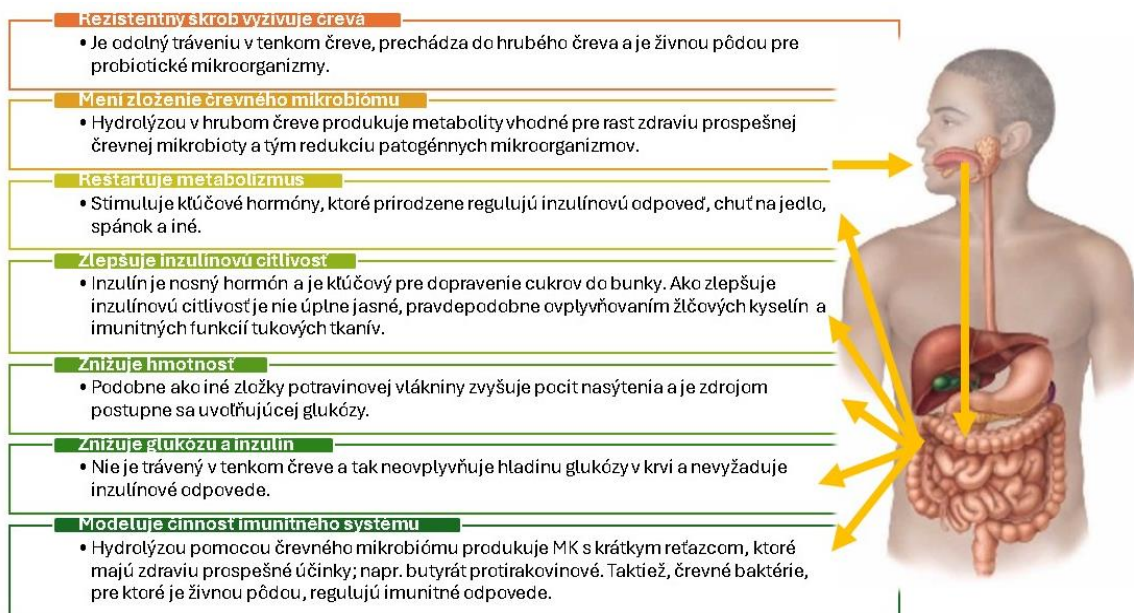 Rezistentný škrob vyživuje črevá
• Je odolný tráveniu v tenkom čreve, prechádza do hrubého čreva a je živnou pôdou pre
probiotické mikroorganizmy.
Mení zloženie črevného mikrobiómu
• Hydrolýzou v hrubom čreve produkuje metabolity vhodné pre rast zdraviu prospešnej
črevnej mikrobioty a tým redukciu patogénnych mikroorganizmov.
Reštartuje metabolizmus
• Stimuluje kľúčové hormóny, ktoré prirodzene regulujú inzulínovú odpoveď, chuť na jedlo,
spánok a iné.
Zlepšuje inzulínovú citlivosť
• Inzulín je nosný hormón a je kľúčový pre dopravenie cukrov do bunky. Ako zlepšuje
inzulínovú citlivosť je nie úplne jasné, pravdepodobne ovplyvňovaním žlčových kyselín a
imunitných funkcií tukových tkanív.
Znižuje hmotnosť
• Podobne ako iné zložky potravinovej vlákniny zvyšuje pocit nasýtenia a je zdrojom
postupne sa uvoľňujúcej glukózy.
Znižuje glukózu a inzulín
• Nie je trávený v tenkom čreve a tak neovplyvňuje hladinu glukózy v krvi a nevyžaduje
inzulínové odpovede.
Modeluje činnosť imunitného systému
• Hydrolýzou pomocou črevného mikrobiómu produkuje MK s krátkym reťazcom, ktoré
majú zdraviu prospešné účinky; napr. butyrát protirakovinové. Taktiež, črevné baktérie,
pre ktoré je živnou pôdou, regulujú imunitné odpovede.